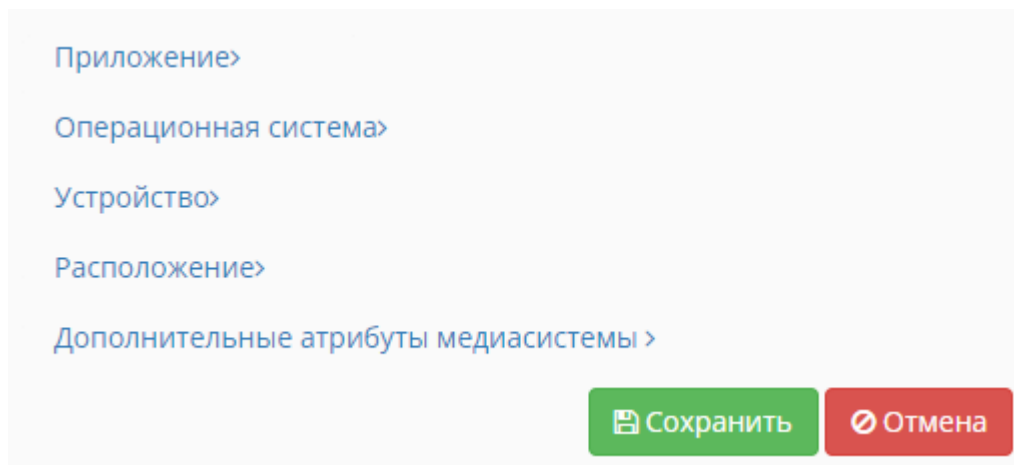 Приложение>
Операционная система>
Устройство>
Расположение>
Дополнительные атрибуты медиасистемы >
Сохранить Отмена